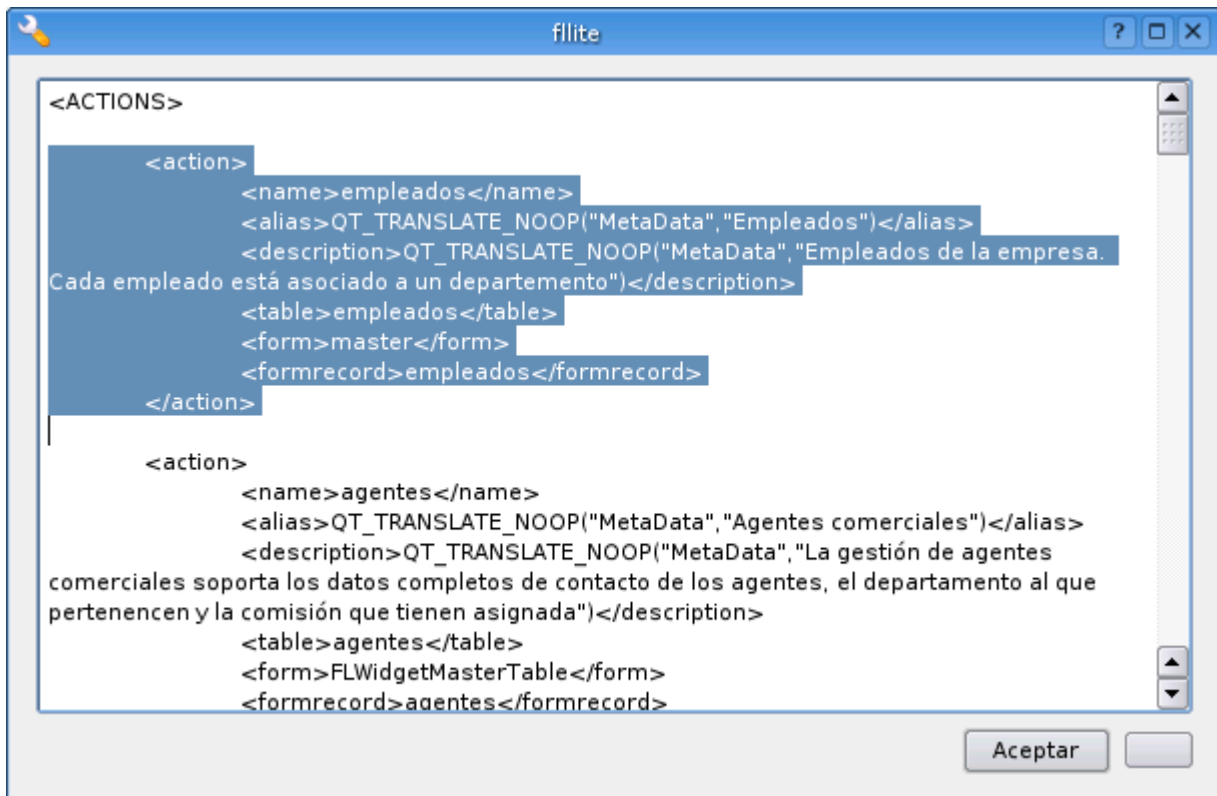 fllite
<ACTIONS>
<action>
<name>empleados</name>
<alias>QT_TRANSLATE_NOOP("MetaData","Empleados")</alias>
<description>QT_TRANSLATE_NOOP("MetaData","Empleados de la empresa.
Cada empleado está asociado a un departemento")</description>
<table>empleados</table>
<form>master</form>
<formrecord>empleados</formrecord>
</action>
<action>
<name>agentes</name>
<alias>QT_TRANSLATE_NOOP("MetaData","Agentes comerciales")</alias>
<description>QT_TRANSLATE_NOOP("MetaData","La gestión de agentes
comerciales soporta los datos completos de contacto de los agentes, el departamento al que
pertenencen y la comisión que tienen asignada")</description>
<table>agentes</table>
<form>FLWidgetMasterTable</form>
<formrecord>agentes</formrecord>
Aceptar